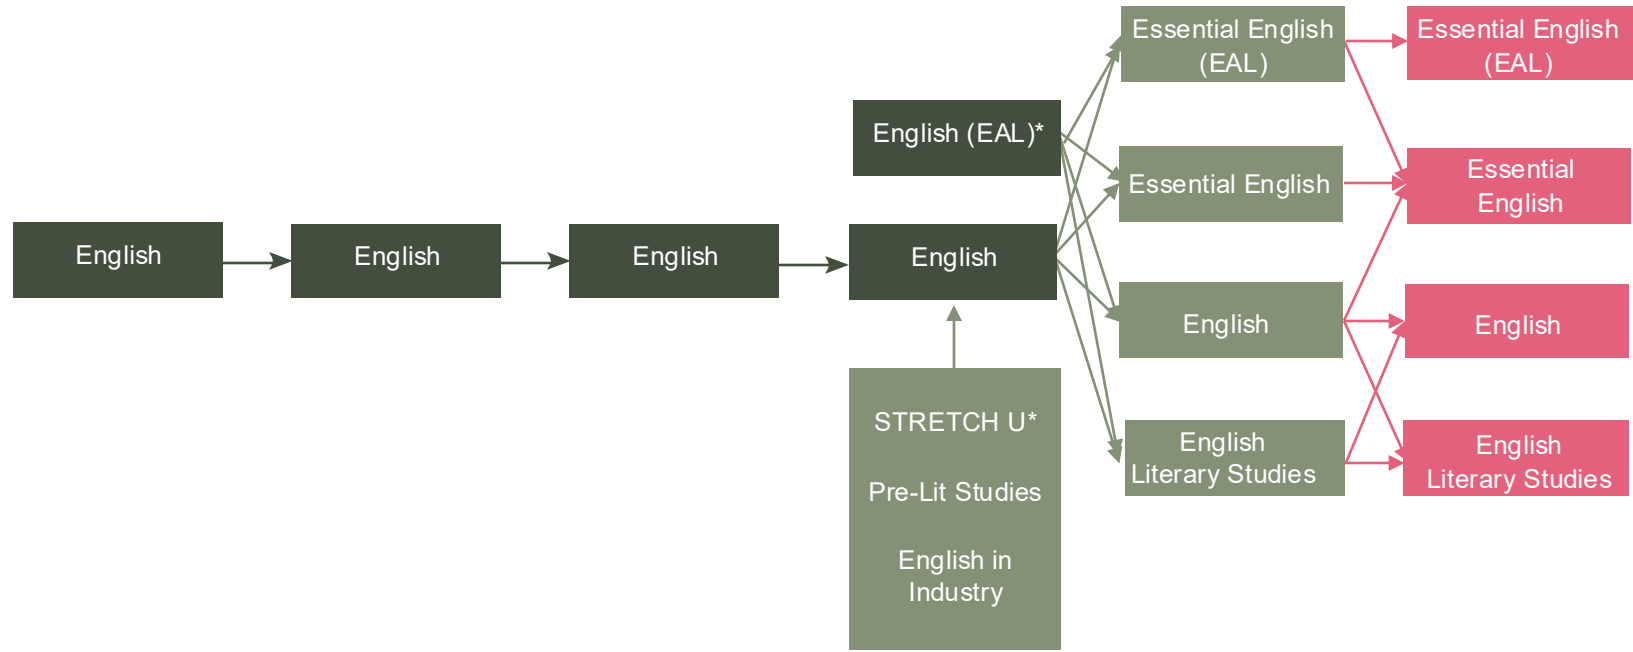 English
English
English
English (EAL)*
English
STRETCH U*
Pre-Lit Studies
English in
Industry
Essential English
(EAL)
Essential English
English
English
Literary Studies
Essential English
(EAL)
Essential
English
English
English
Literary Studies